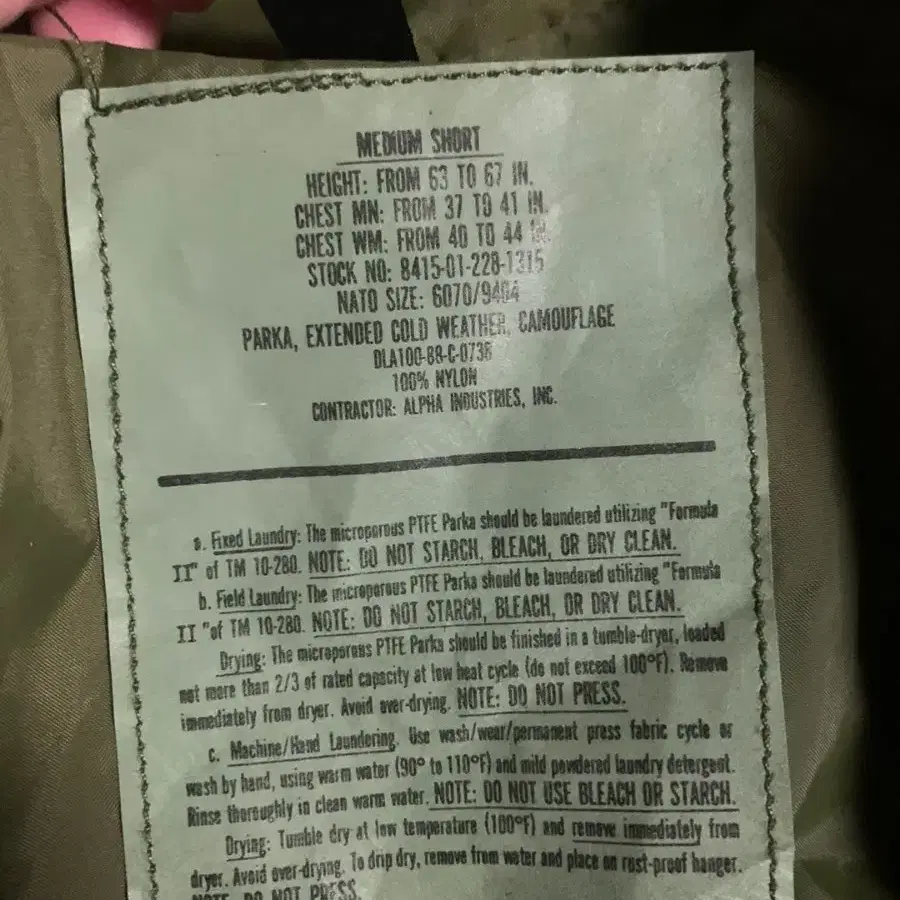 MEDIUM SHORT
HEIGHT: FROM 63 TO 67 IN.
CHEST MN: FROM 37 TO 41 IN.
CHEST WM: FROM 40 TO 44 IN.
STOCK NO: 8415-01-228-1315
NATO SIZE: 6070/9404
PARKA, EXTENDED COLD WEATHER, CAMOUFLAGE
DLA100-88-C-0736
100% NYLON
CONTRACTOR: ALPHA INDUSTRIES, INC.
a. Fixed Laundry: The microporous PTFE Parka should be laundered utilizing "Formula
II" of TM 10-280. NOTE: DO NOT STARCH, BLEACH, OR DRY CLEAN.
b. Field Laundry: The microporous PTFE Parka should be laundered utilizing "Formula
II "of TM 10-280. NOTE: DO NOT STARCH, BLEACH, OR DRY CLEAN.
Drying: The microporous PTFE Parka should be finished in a tumble-dryer, loaded
not more than 2/3 of rated capacity at low heat cycle (do not exceed 100°F). Remove
immediately from dryer. Avoid over-drying. NOTE: DO NOT PRESS.
c. Machine/Hand Laundering. Use wash/wear/permanent press fabric cycle or
wash by hand, using warm water (90° to 110°F) and mild powdered laundry detergent.
Rinse thoroughly in clean warm water. NOTE: DO NOT USE BLEACH OR STARCH.
Drying: Tumble dry at low temperature (100°F) and remove immediately from
dryer. Avoid over-drying. To drip dry, remove from water and place on rust-proof hanger.
NOTE: DO NOT PRESS.